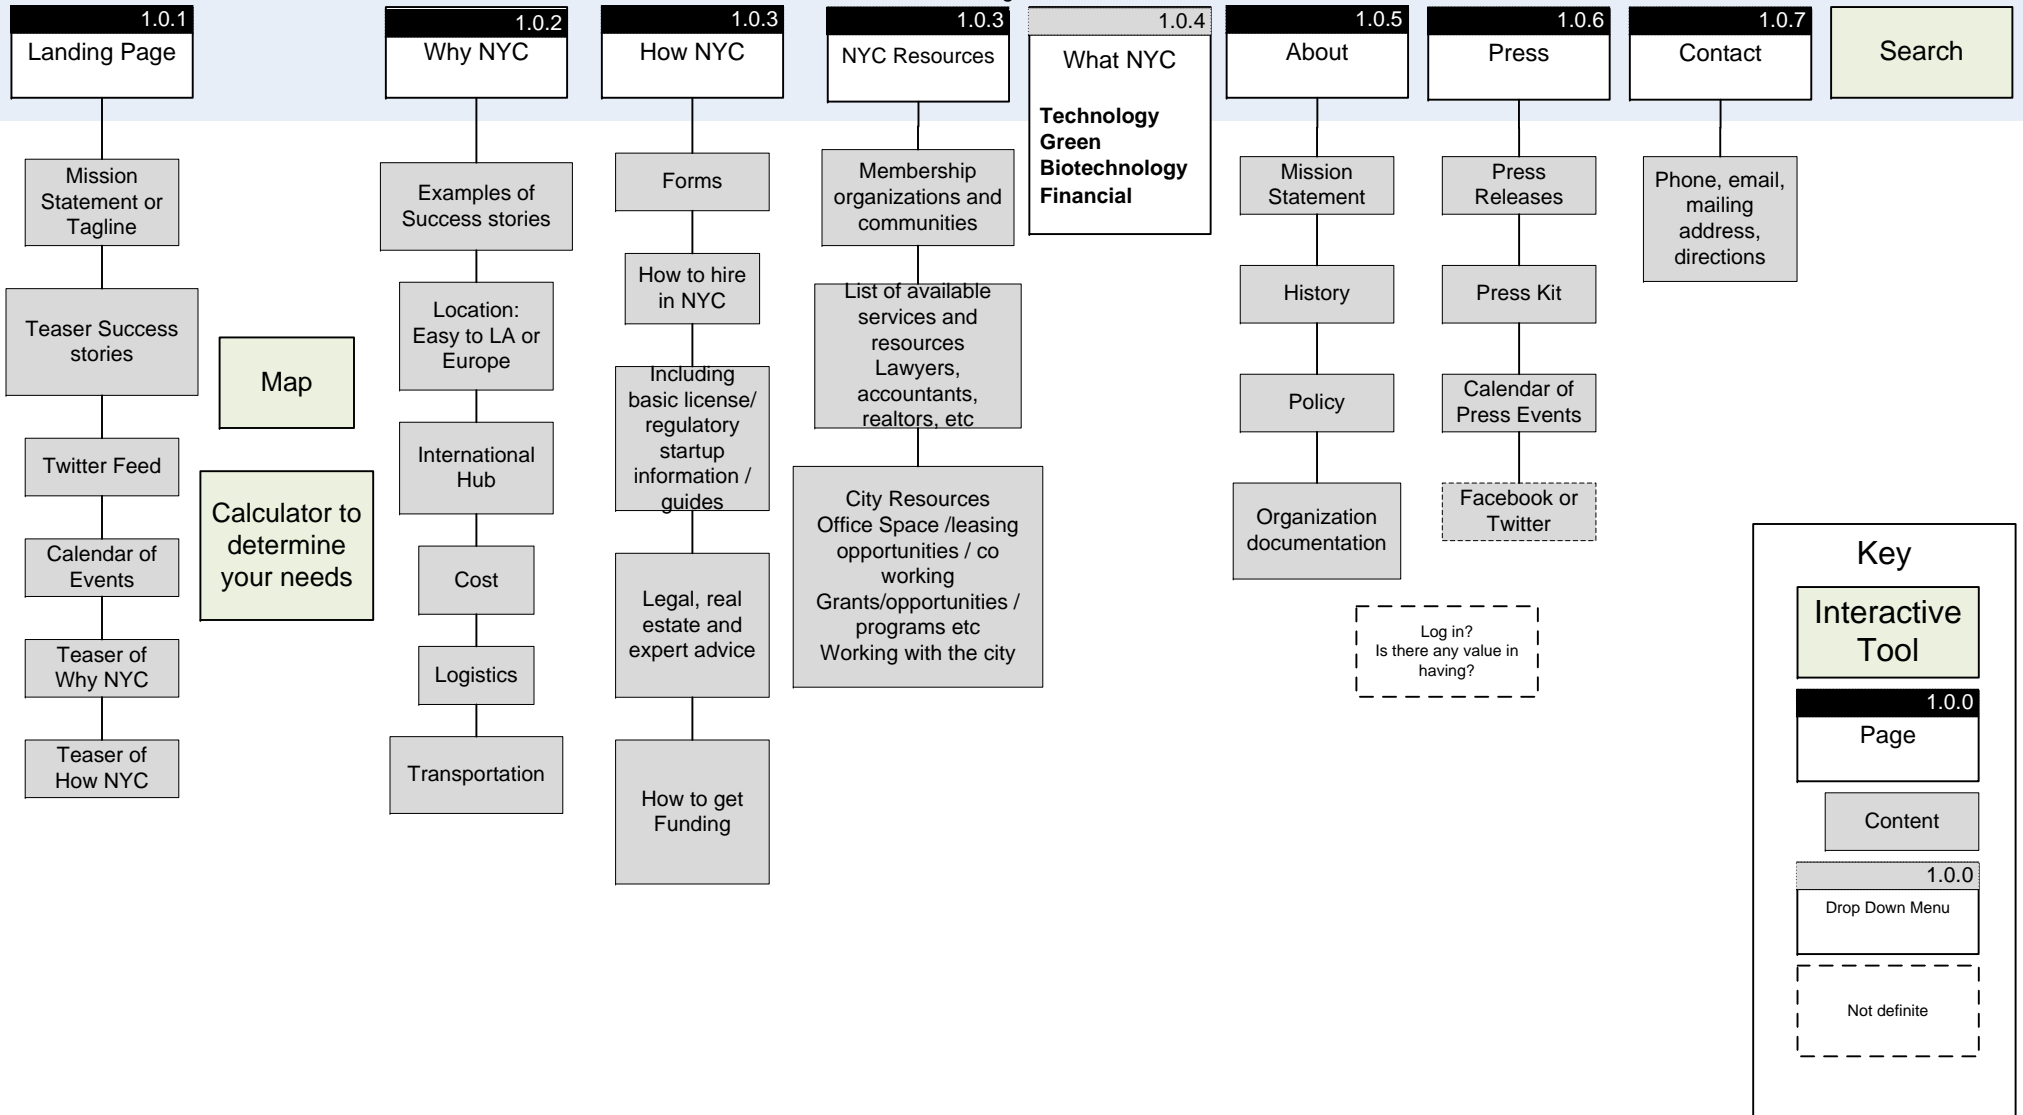 1.0.1
Landing Page
Mission
Statement or
Tagline
Teaser Success
stories
Twitter Feed
Calendar of
Events
Teaser of
Why NYC
Teaser of
How NYC
Map
Calculator to
determine
your needs
1.0.2
Why NYC
Examples of
Success stories
Location:
Easy to LA or
Europe
International
Hub
Cost
Logistics
Transportation
1.0.3
How NYC
Forms
How to hire
in NYC
Including
basic license/
regulatory
startup
information /
guides
Legal, real
estate and
expert advice
How to get
Funding
1.0.3
NYC Resources
Membership
organizations and
communities
List of available
services and
resources
Lawyers,
accountants,
realtors, etc
City Resources
Office Space /leasing
opportunities / co
working
Grants/opportunities /
programs etc
Working with the city
1.0.4
What NYC
Technology
Green
Biotechnology
Financial
1.0.5
About
Mission
Statement
History
Policy
Organization
documentation
1.0.6
Press
Press
Releases
Press Kit
Calendar of
Press Events
Facebook or
Twitter
Log in?
Is there any value in
having?
1.0.7
Contact
Phone, email,
mailing
address,
directions
Search
Key
Interactive
Tool
1.0.0
Page
Content
1.0.0
Drop Down Menu
Not definite